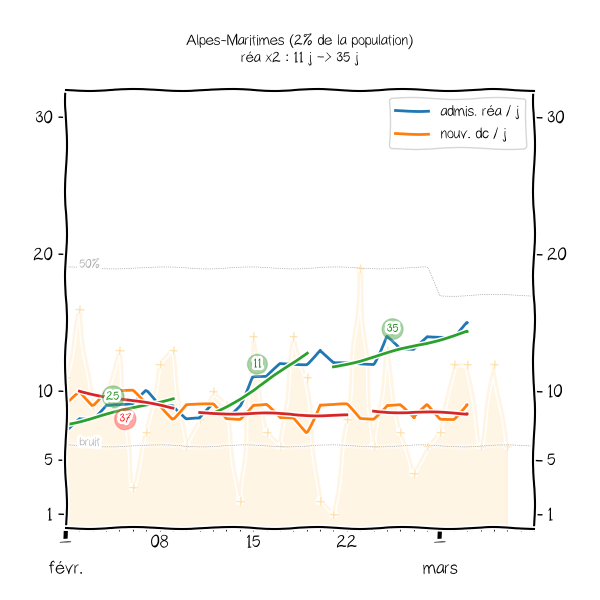 Alpes-Maritimes (2% de la population)
réa x2 : 11 j -> 35 j
admis. réa / j
nouv. dc / j
30
30
20
20
50%
35
11
10
10
25
37
bruit
5
5
1
1
08
15
22
févr.
mars